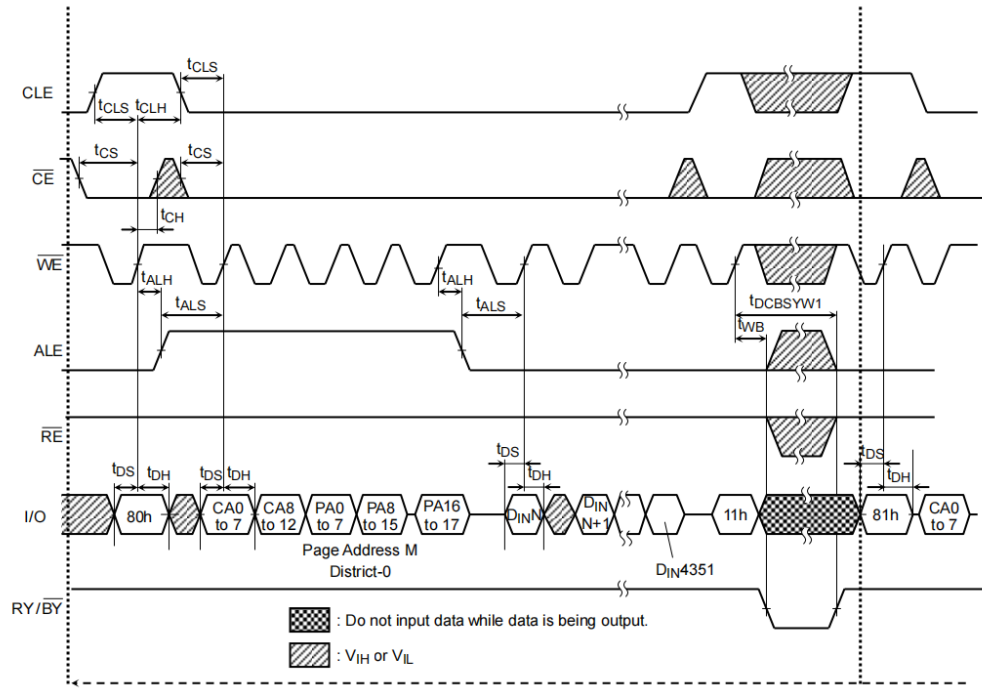 tCLS
CLE
tCLS tCLH
tCS tCS
CE
tCH
WE
tALH tALH
tALS tALS tDCBSYW1
tWB
ALE
RE
tDS tDH tDS tDH tDS tDH tDS tDH
I/O 80h CA0 to 7 CA8 to 12 PA0 to 7 PA8 to 15 PA16 to 17 DINN DIN N+1 11h 81h CA0 to 7
Page Address M DIN4351
District-0
RY/BY
: Do not input data while data is being output.
: VIH or VIL